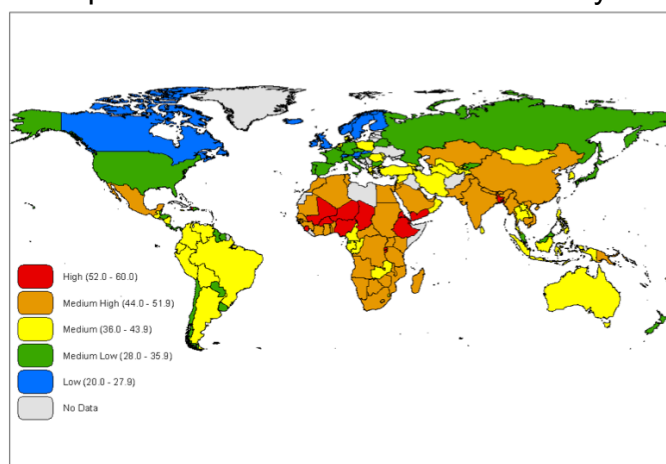 High (52.0 - 60.0)
Medium High (44.0 - 51.9)
Medium (36.0 - 43.9)
Medium Low (28.0 - 35.9)
Low (20.0 - 27.9)
No Data